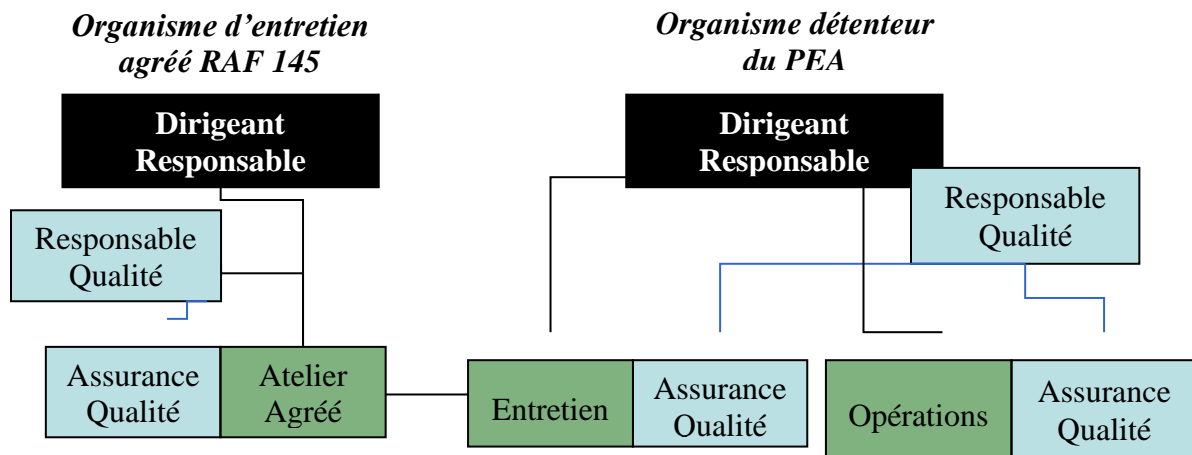 Organisme d’entretien
agréé RAF 145
Organisme détenteur
du PEA
Dirigeant
Responsable
Dirigeant
Responsable
Responsable
Qualité
Responsable
Qualité
Assurance
Qualité
Atelier
Agréé
Entretien
Assurance
Oualité
Opérations
Assurance
Qualité